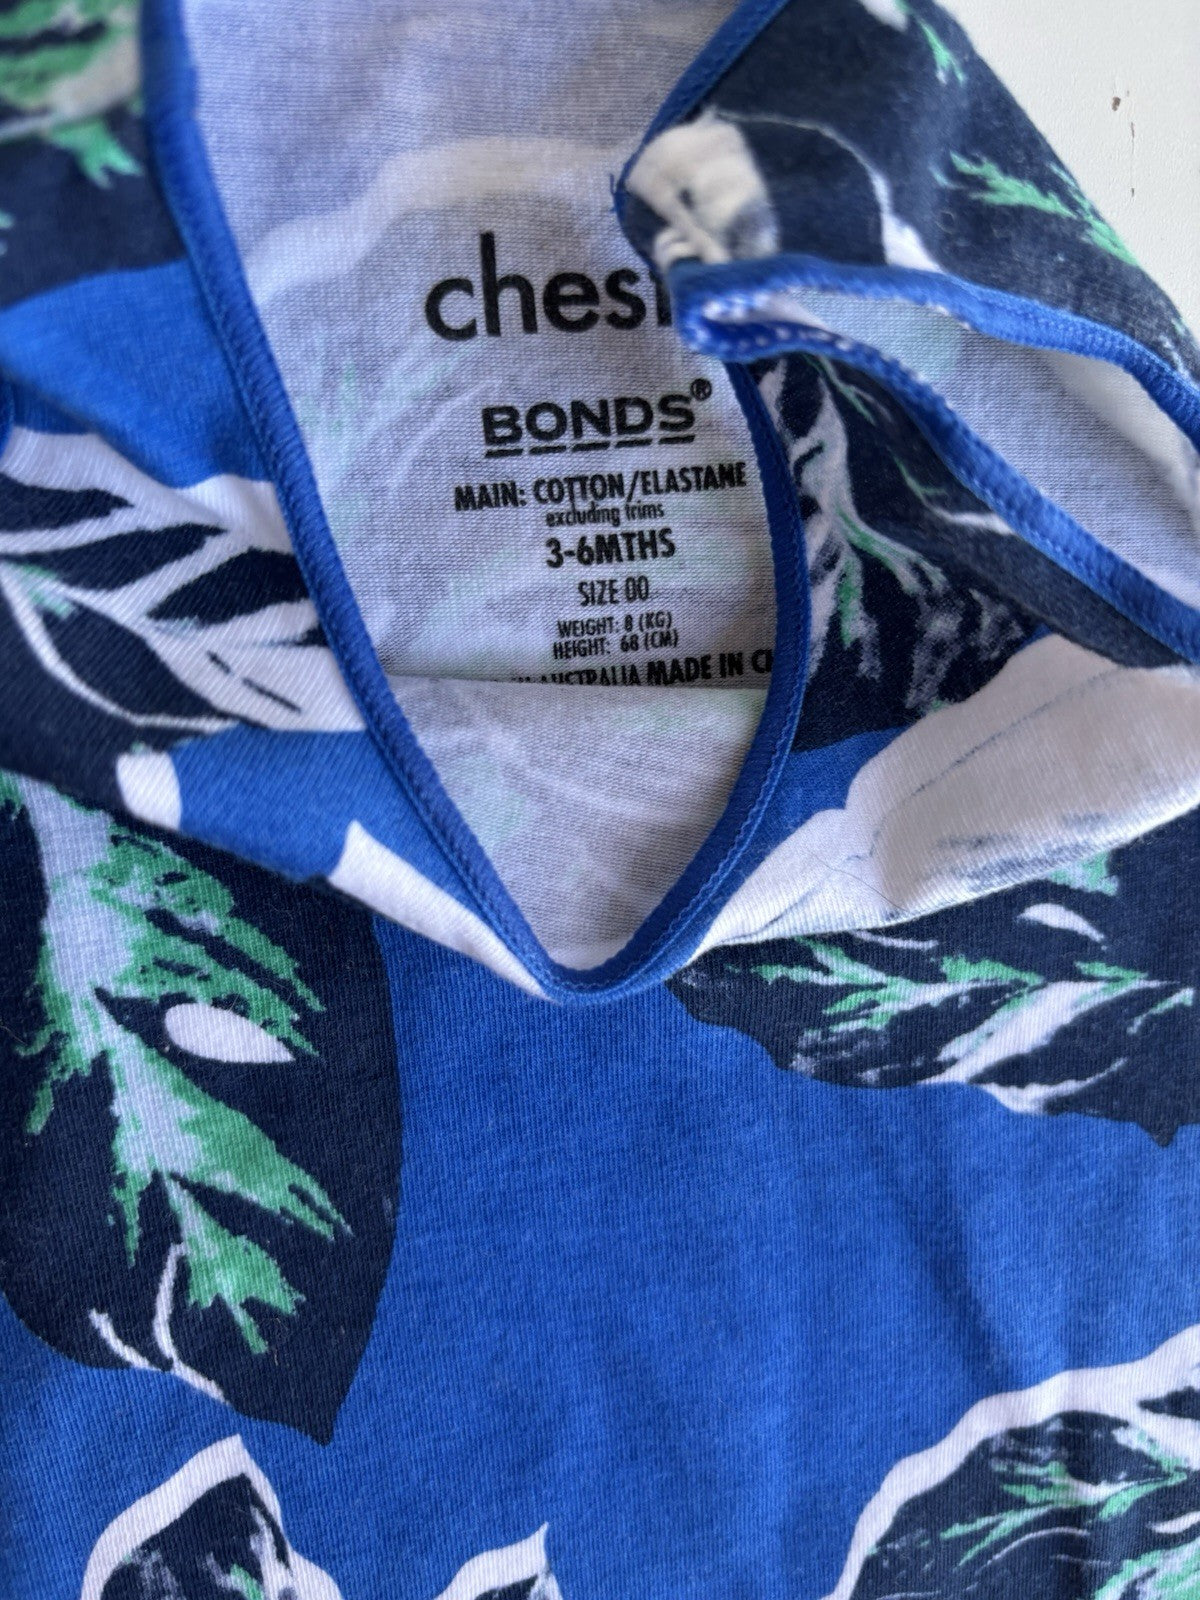 ches
BONDS®
MAIN: COTTON/ELASTANE
excluding trims
3-6MTHS
SIZE 00
WEIGHT: 8 (KG)
HEIGHT: 68 (CM)
AUSTRALIA MADE IN